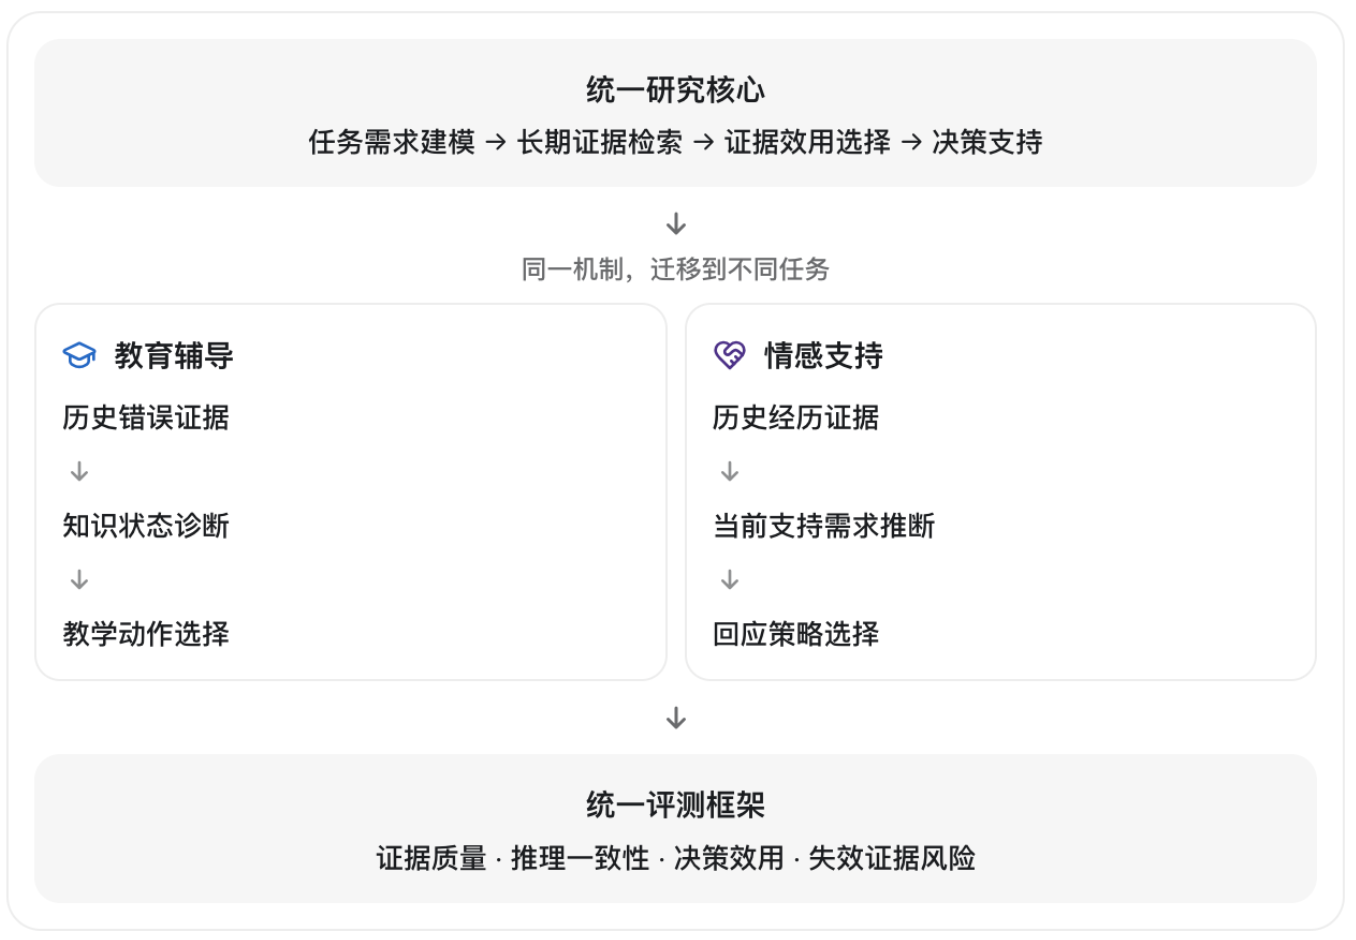 统一研究核心
任务需求建模 → 长期证据检索 → 证据效用选择 → 决策支持
↓
同一机制，迁移到不同任务
教育辅导
历史错误证据
↓
知识状态诊断
↓
教学动作选择
情感支持
历史经历证据
↓
当前支持需求推断
↓
回应策略选择
↓
统一评测框架
证据质量 · 推理一致性 · 决策效用 · 失效证据风险